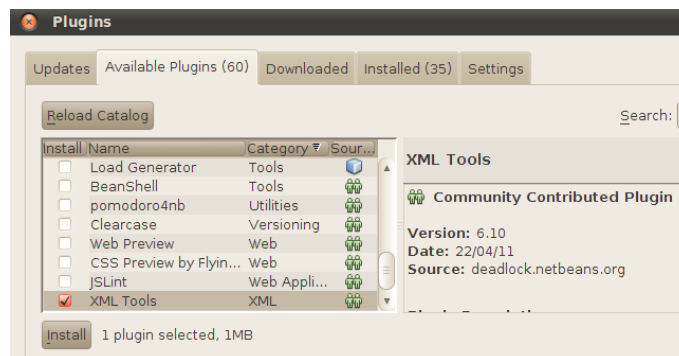 Plugins
Updates Available Plugins (60) Downloaded Installed (35) Settings
Reload Catalog Search:
Install Name Category Sour...
Load Generator Tools
BeanShell Tools
pomodoro4nb Utilities
Clearcase Versioning
Web Preview Web
CSS Preview by Flyin... Web
JSLint Web Appli...
XML Tools XML
XML Tools
Community Contributed Plugin
Version: 6.10
Date: 22/04/11
Source: deadlock.netbeans.org
Install 1 plugin selected, 1MB